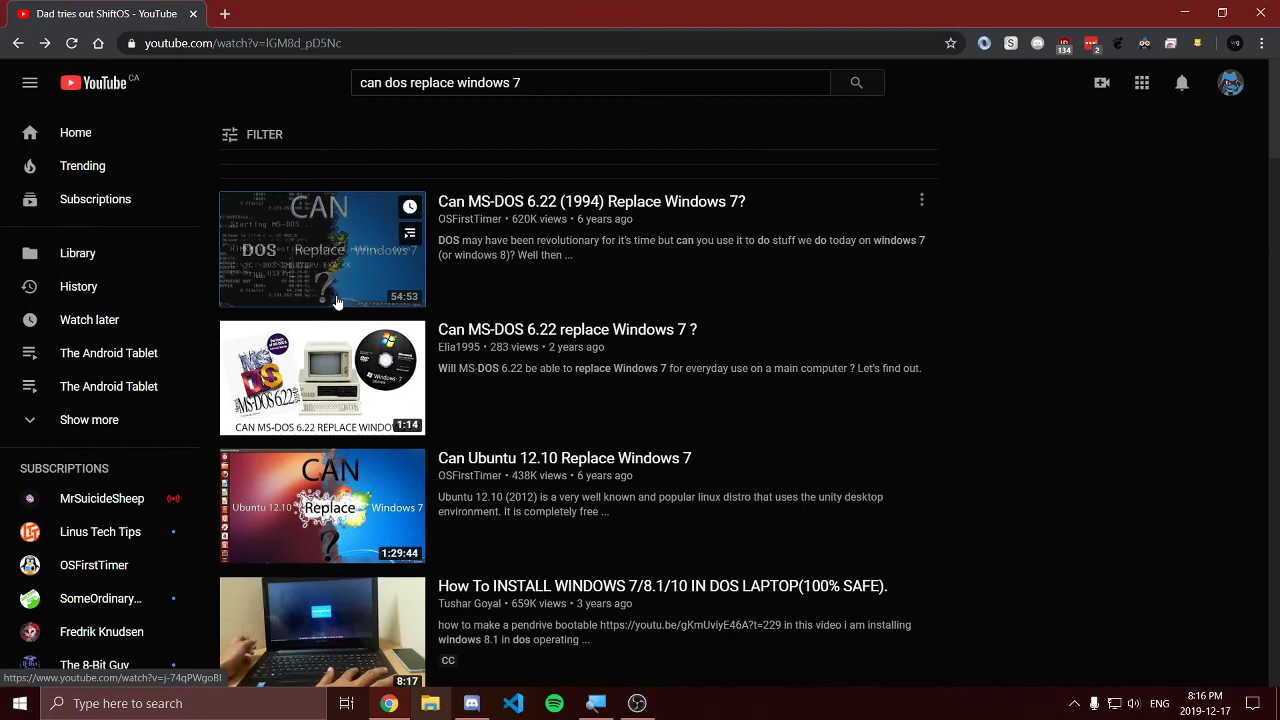 Dad tries out ShiftOS - YouTube
youtube.com/watch?v=IGM8d_pD5Nc
134
2
wg
YouTube CA
can dos replace windows 7
FILTER
Home
Trending
Subscriptions
Library
History
Watch later
The Android Tablet
The Android Tablet
Show more
SUBSCRIPTIONS
MrSuicideSheep
Linus Tech Tips
OSFirstTimer
SomeOrdinary...
Fredrik Knudsen
The 8-Bit Guy
CAN
DOS Replace Windows7
?
54:53
Can MS-DOS 6.22 (1994) Replace Windows 7?
OSFirstTimer • 620K views • 6 years ago
DOS may have been revolutionary for it's time but can you use it to do stuff we do today on windows 7
(or windows 8)? Well then ...
MS
DOS
MS-DOS 6.22
CAN MS-DOS 6.22 REPLACE WINDO
1:14
Can MS-DOS 6.22 replace Windows 7 ?
Elia1995 • 283 views • 2 years ago
Will MS-DOS 6.22 be able to replace Windows 7 for everyday use on a main computer ? Let's find out.
CAN
Ubuntu 12.10 Replace Windows 7
?
1:29:44
Can Ubuntu 12.10 Replace Windows 7
OSFirstTimer • 438K views • 6 years ago
Ubuntu 12.10 (2012) is a very well known and popular linux distro that uses the unity desktop
environment. It is completely free ...
8:17
How To INSTALL WINDOWS 7/8.1/10 IN DOS LAPTOP(100% SAFE).
Tushar Goyal • 659K views • 3 years ago
how to make a pendrive bootable https://youtu.be/gKmUviyE46A?t=229 in this video i am installing
windows 8.1 in dos operating ...
CC
https://www.youtube.com/watch?v=j-74qPWgoBI
Type here to search
8:16 PM
2019-12-17